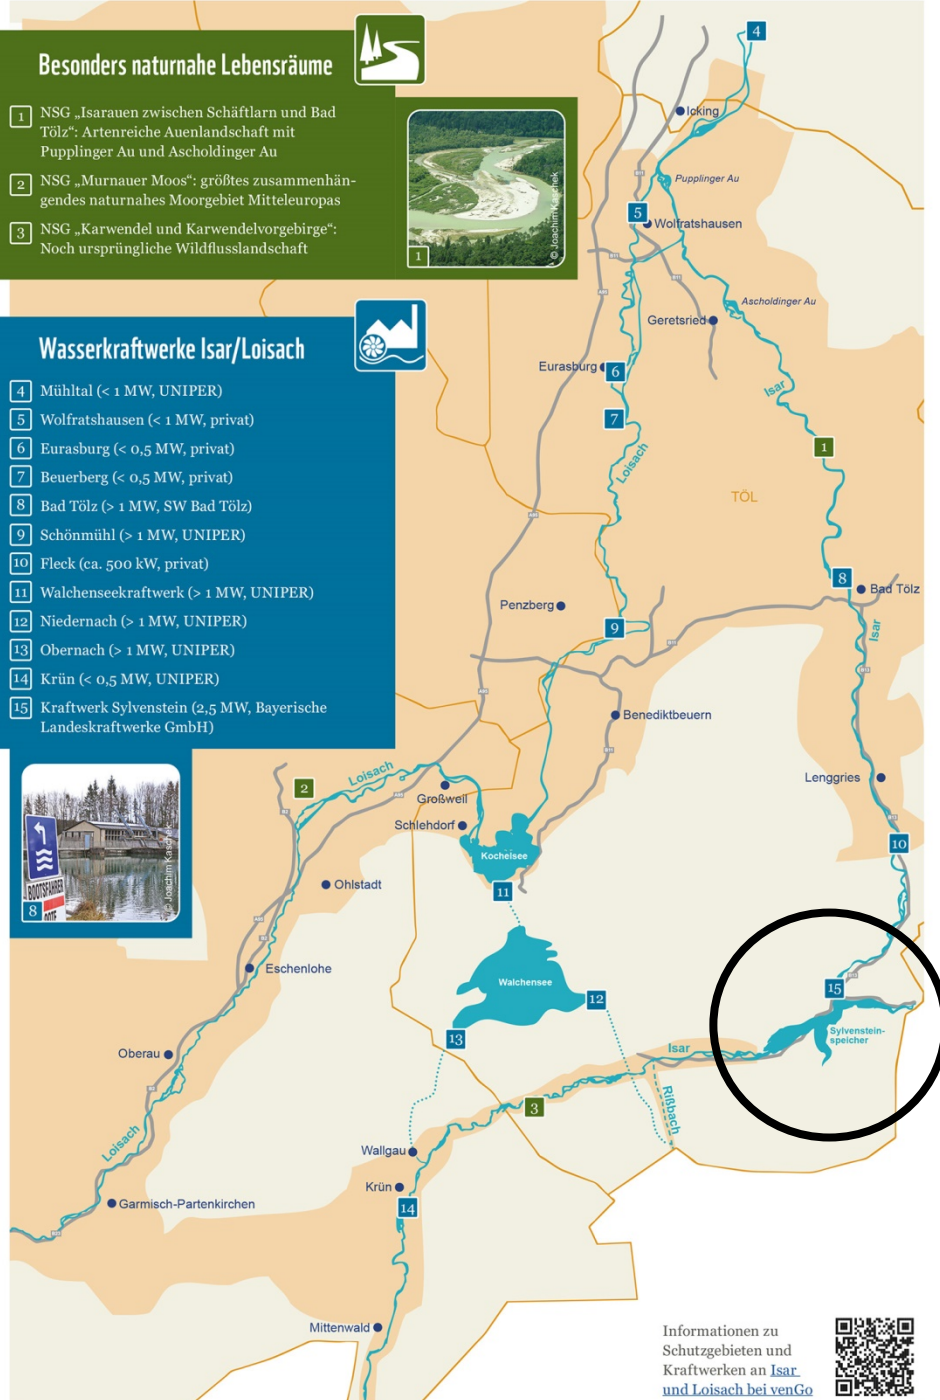 Besonders naturnahe Lebensräume
1 NSG „Isarauen zwischen Schäftlarn und Bad
Tölz“: Artenreiche Auenlandschaft mit
Pupplinger Au und Ascholdinger Au
2 NSG „Murnauer Moos“: größtes zusammenhän-
gendes naturnahes Moorgebiet Mitteleuropas
3 NSG „Karwendel und Karwendelvorgebirge“:
Noch ursprüngliche Wildflusslandschaft
1
© Joachim Kaschek
Wasserkraftwerke Isar/Loisach
4 Mühltal (< 1 MW, UNIPER)
5 Wolfratshausen (< 1 MW, privat)
6 Eurasburg (< 0,5 MW, privat)
7 Beuerberg (< 0,5 MW, privat)
8 Bad Tölz (> 1 MW, SW Bad Tölz)
9 Schönmühl (> 1 MW, UNIPER)
10 Fleck (ca. 500 kW, privat)
11 Walchenseekraftwerk (> 1 MW, UNIPER)
12 Niedernach (> 1 MW, UNIPER)
13 Obernach (> 1 MW, UNIPER)
14 Krün (< 0,5 MW, UNIPER)
15 Kraftwerk Sylvenstein (2,5 MW, Bayerische
Landeskraftwerke GmbH)
BOOTSFAHRER
8
4
Icking
Pupplinger Au
5
Wolfratshausen
Ascholdinger Au
Geretsried
Eurasburg
6
Isar
7
Loisach
1
TÖL
8
Bad Tölz
Penzberg
9
Isar
Benediktbeuern
Loisach
2
Großweil
Lenggries
Schlehdorf
10
Kochelsee
11
Ohlstadt
Eschenlohe
Walchensee
12
15
13
Sylvenstein-
speicher
Isar
Oberau
Rißbach
3
Loisach
Wallgau
Krün
14
Garmisch-Partenkirchen
Mittenwald
Informationen zu
Schutzgebieten und
Kraftwerken an Isar
und Loisach bei venGo